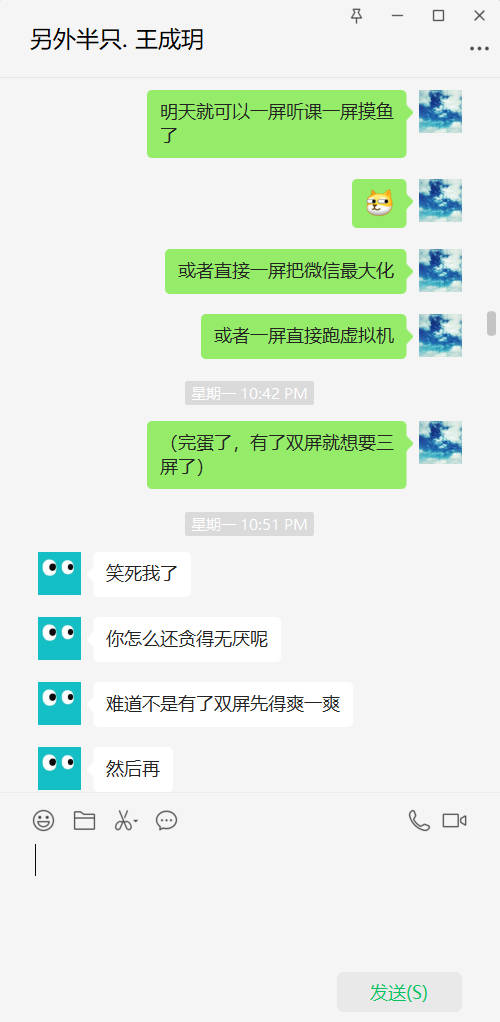 另外半只. 王成玥
明天就可以一屏听课一屏摸鱼
了
或者直接一屏把微信最大化
或者一屏直接跑虚拟机
星期一 10:42 PM
（完蛋了，有了双屏就想要三
屏了）
星期一 10:51 PM
笑死我了
你怎么还贪得无厌呢
难道不是有了双屏先得爽一爽
然后再
发送(S)